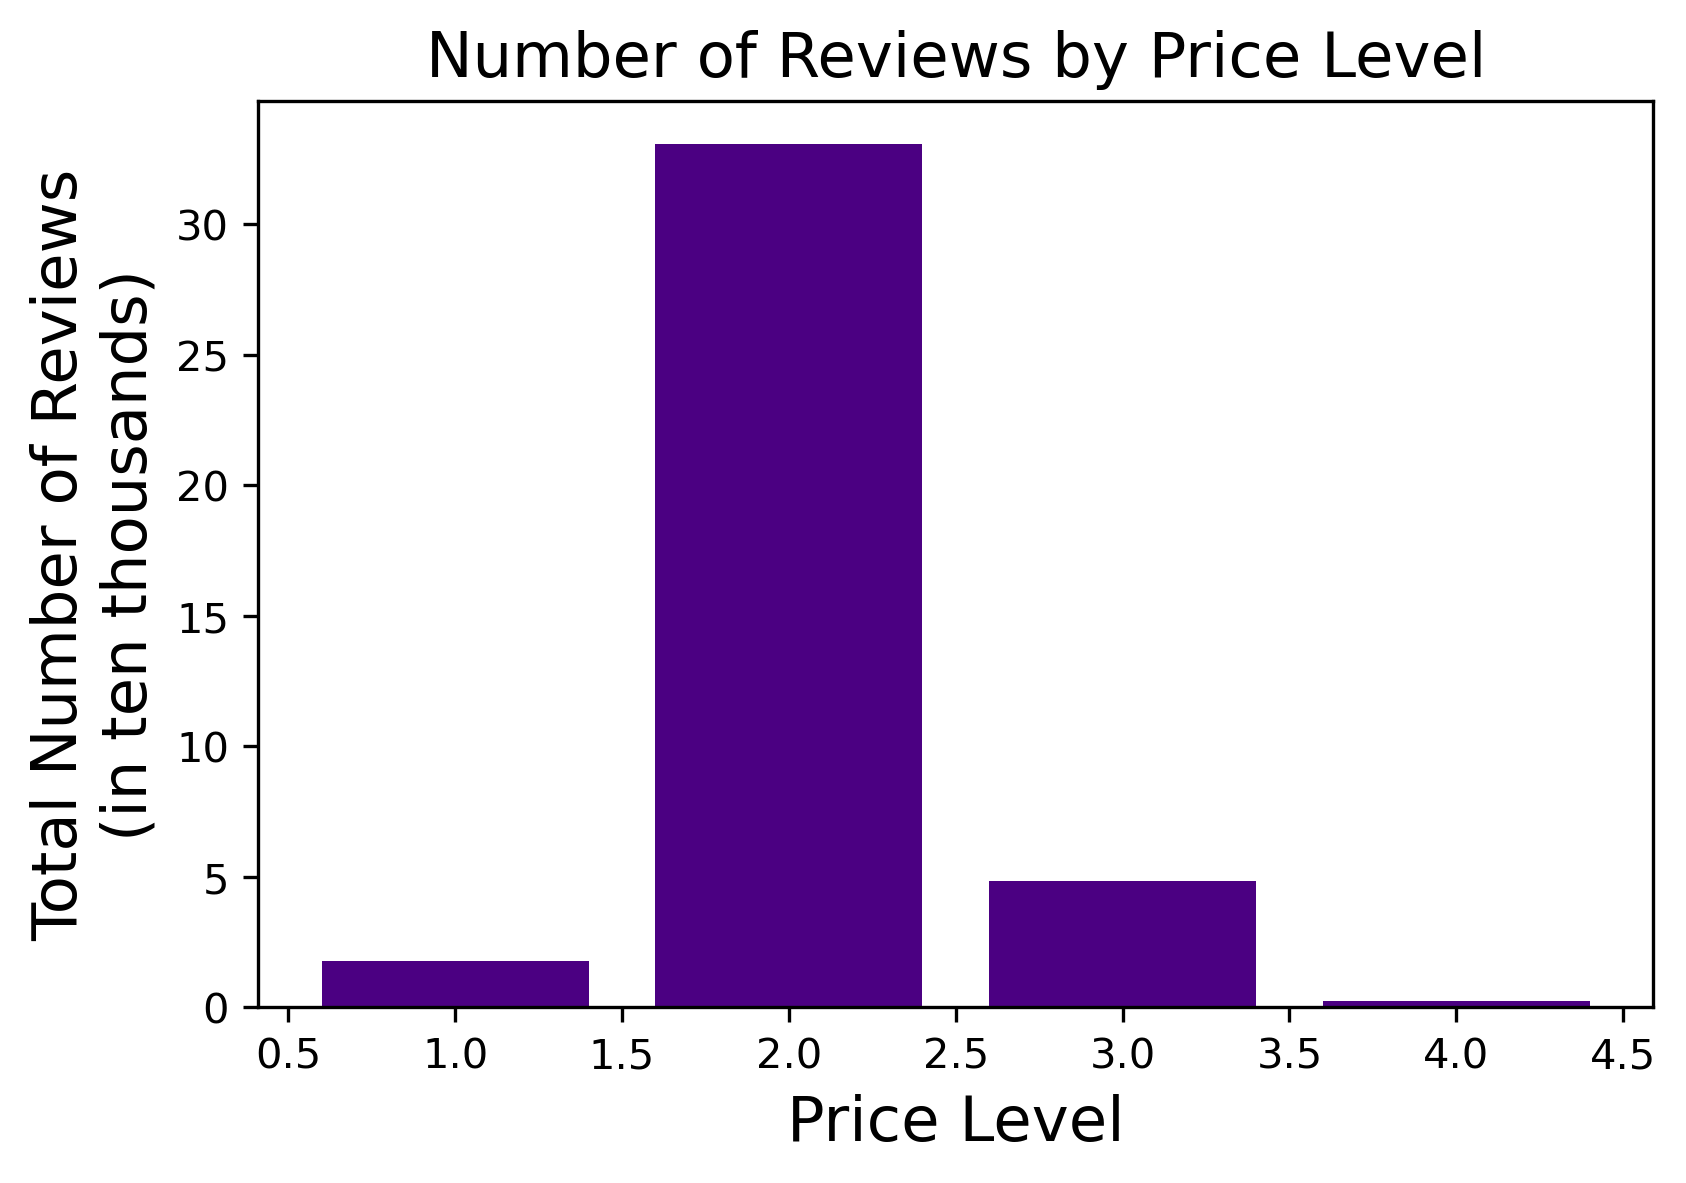 Number of Reviews by Price Level
Total Number of Reviews
(in ten thousands)
30
25
20
15
10
5
0
0.5 1.0 1.5 2.0 2.5 3.0 3.5 4.0 4.5
Price Level